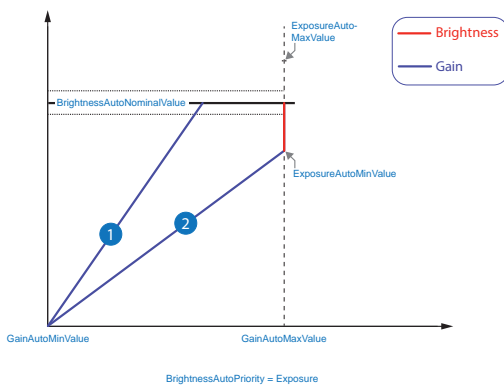 ExposureAuto-
MaxValue
Brightness
Gain
BrightnessAutoNominalValue
ExposureAutoMinValue
1
2
GainAutoMinValue
GainAutoMaxValue
BrightnessAutoPriority = Exposure